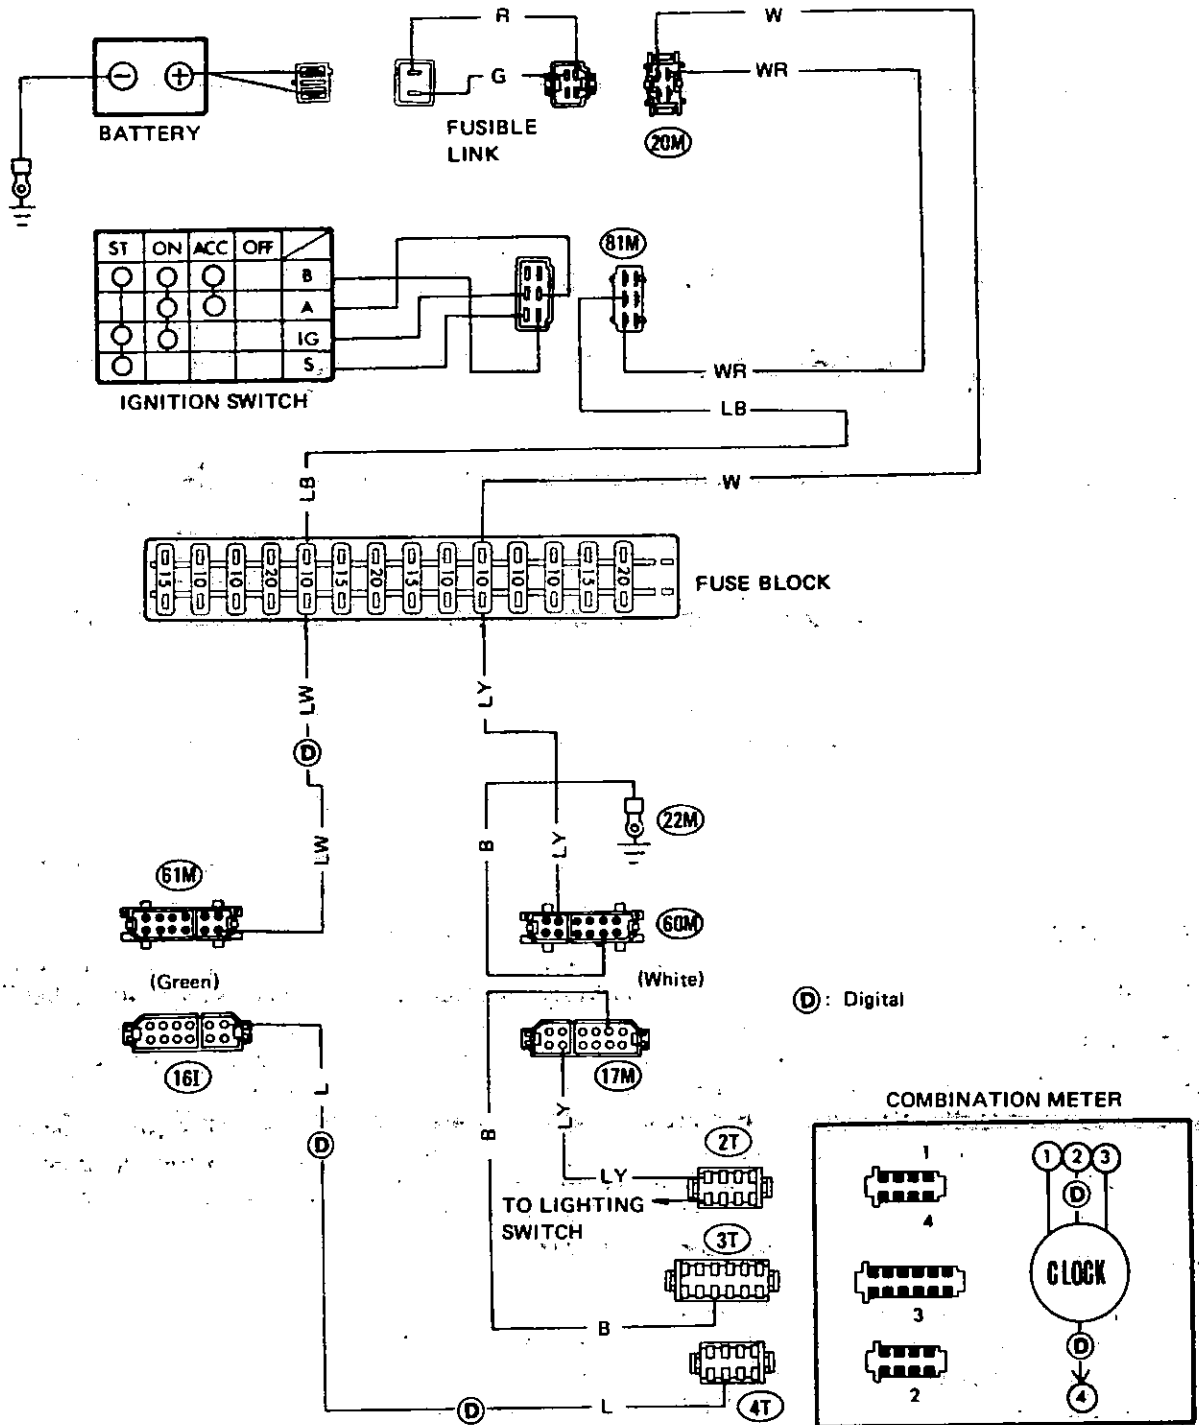 R
W
G
WR
BATTERY
FUSIBLE
LINK
20M
ST ON ACC OFF
B
A
IG
S
81M
IGNITION SWITCH
WR
LB
LB
W
15 10 10 20 10 15 20 15 10 10 10 10 15 20
FUSE BLOCK
LW
LY
D
LW
B
LY
22M
61M
60M
(Green)
(White)
D : Digital
16I
17M
L
LY
B
D
COMBINATION METER
2T
LY
TO LIGHTING
SWITCH
3T
B
4T
D
L
1
4
3
2
1 2 3
D
CLOCK
D
4